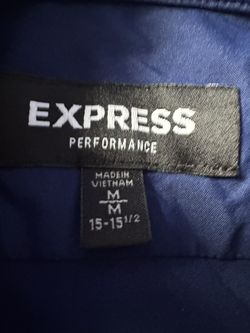 EXPRESS
PERFORMANCE
MADE IN
VIETNAM
M
M
15-15 1/2